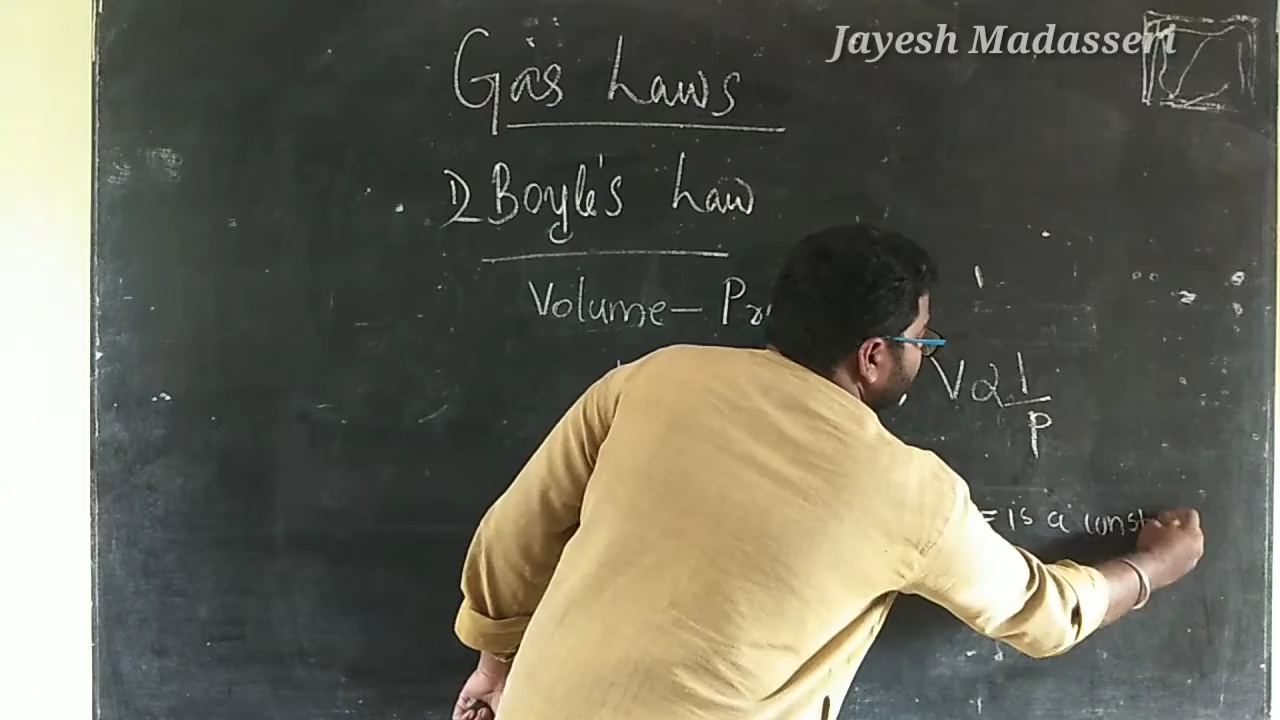 Jayesh Madasseri
Gas Laws
1) Boyle's Law
Volume — Pr
V α 1/P
= is a const